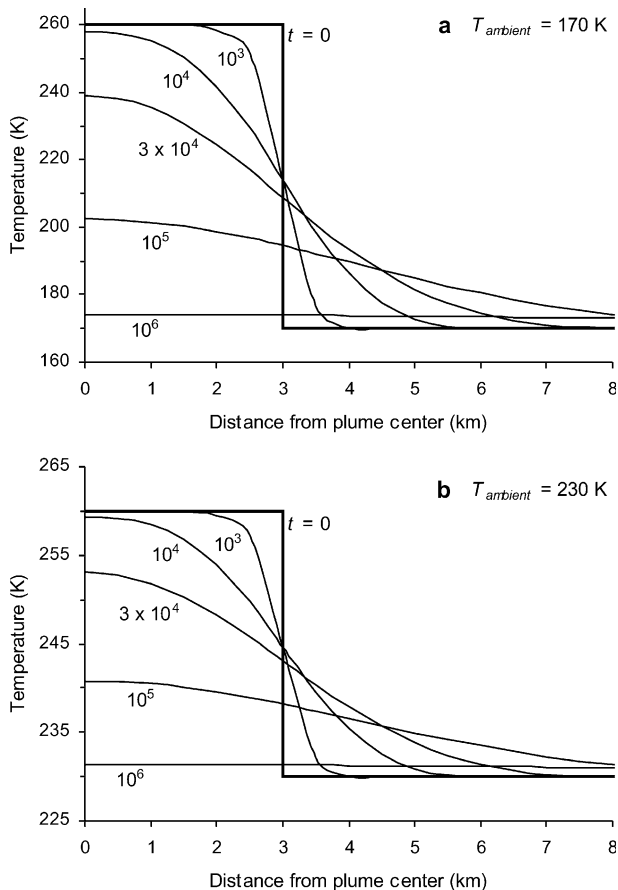 a T_ambient = 170 K
260
t = 0
10³
10⁴
240
3 x 10⁴
220
Temperature (K)
200
10⁵
180
10⁶
160
0 1 2 3 4 5 6 7 8
Distance from plume center (km)
265
b T_ambient = 230 K
t = 0
10³
10⁴
255
3 x 10⁴
Temperature (K)
245
10⁵
235
10⁶
225
0 1 2 3 4 5 6 7 8
Distance from plume center (km)